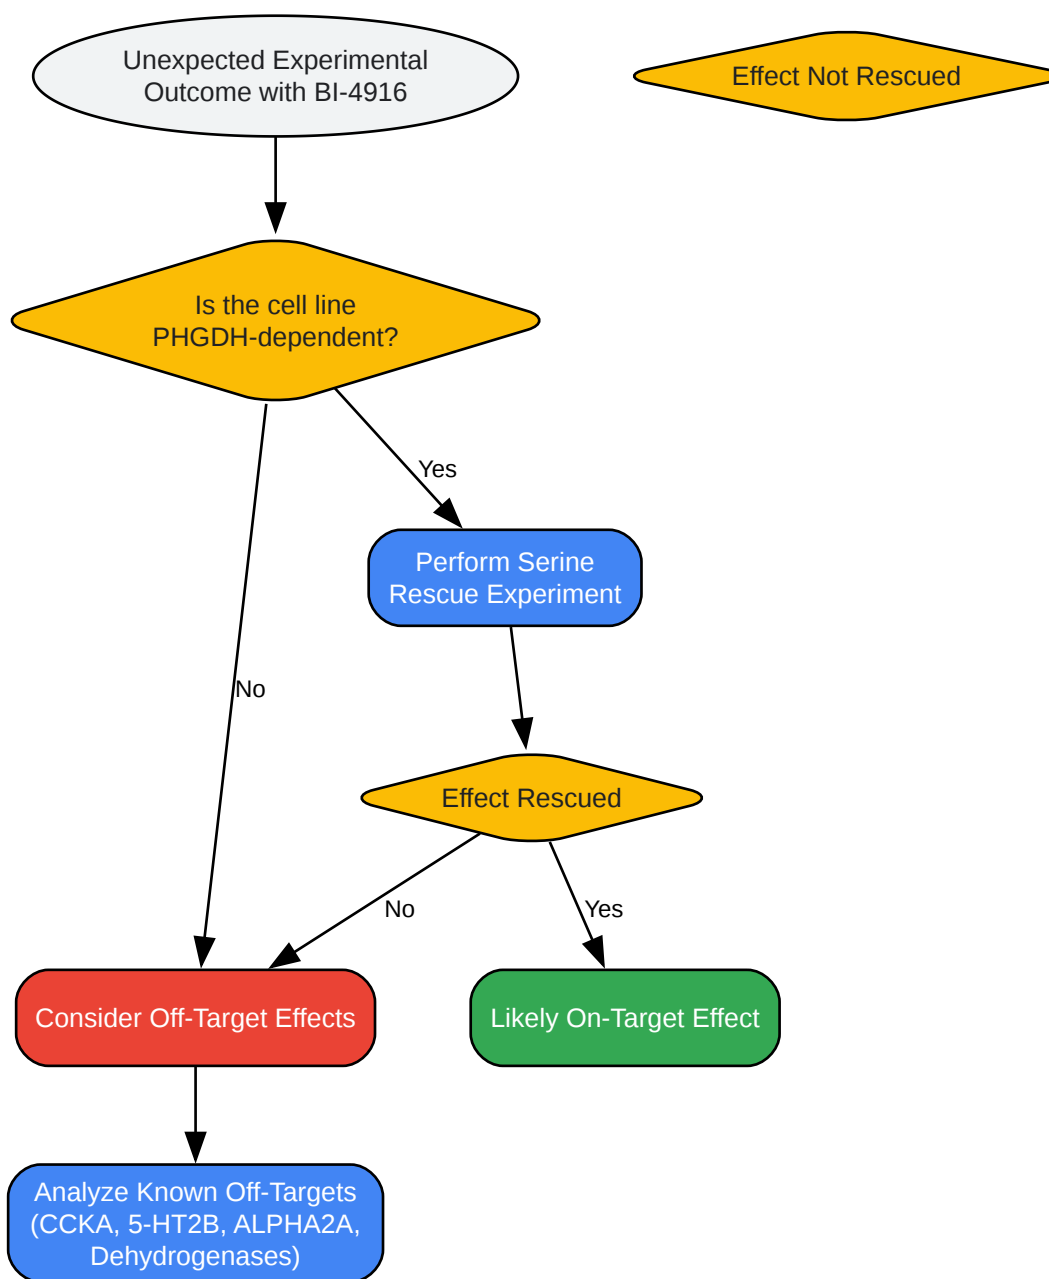 Unexpected Experimental
Outcome with BI-4916
Effect Not Rescued
Is the cell line
PHGDH-dependent?
Yes
Perform Serine
Rescue Experiment
No
Effect Rescued
No
Yes
Consider Off-Target Effects
Likely On-Target Effect
Analyze Known Off-Targets
(CCKA, 5-HT2B, ALPHA2A,
Dehydrogenases)